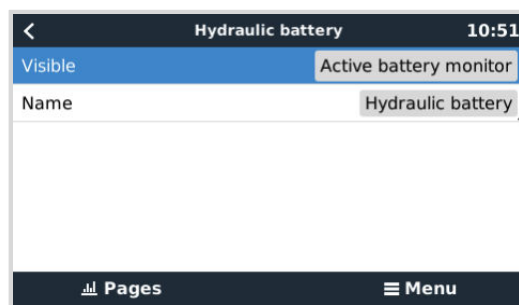 Hydraulic battery 10:51
Visible Active battery monitor
Name Hydraulic battery
Pages Menu